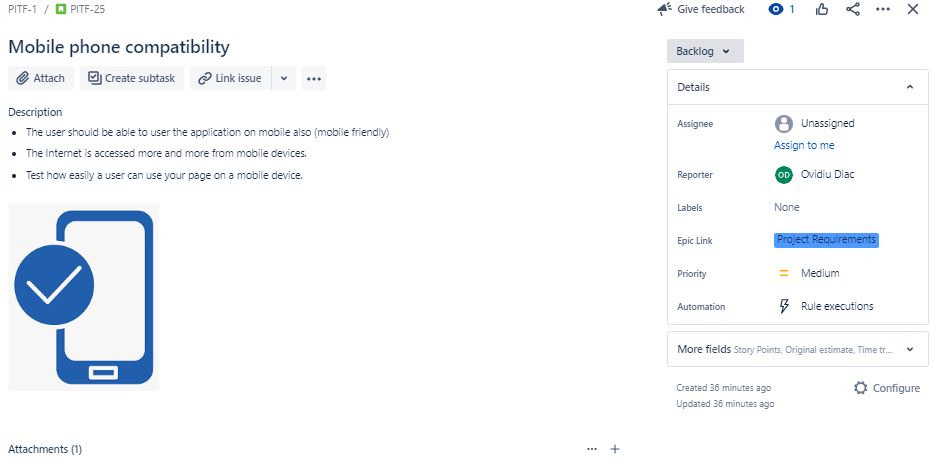 PITF-1 / PITF-25
Give feedback
1
Mobile phone compatibility
Attach
Create subtask
Link issue
Description
The user should be able to user the application on mobile also (mobile friendly)
The Internet is accessed more and more from mobile devices.
Test how easily a user can use your page on a mobile device.
Attachments (1)
Backlog
Details
Assignee
Unassigned
Assign to me
Reporter
OD Ovidiu Diac
Labels
None
Epic Link
Project Requirements
Priority
Medium
Automation
Rule executions
More fields Story Points, Original estimate, Time tr...
Created 36 minutes ago
Configure
Updated 36 minutes ago